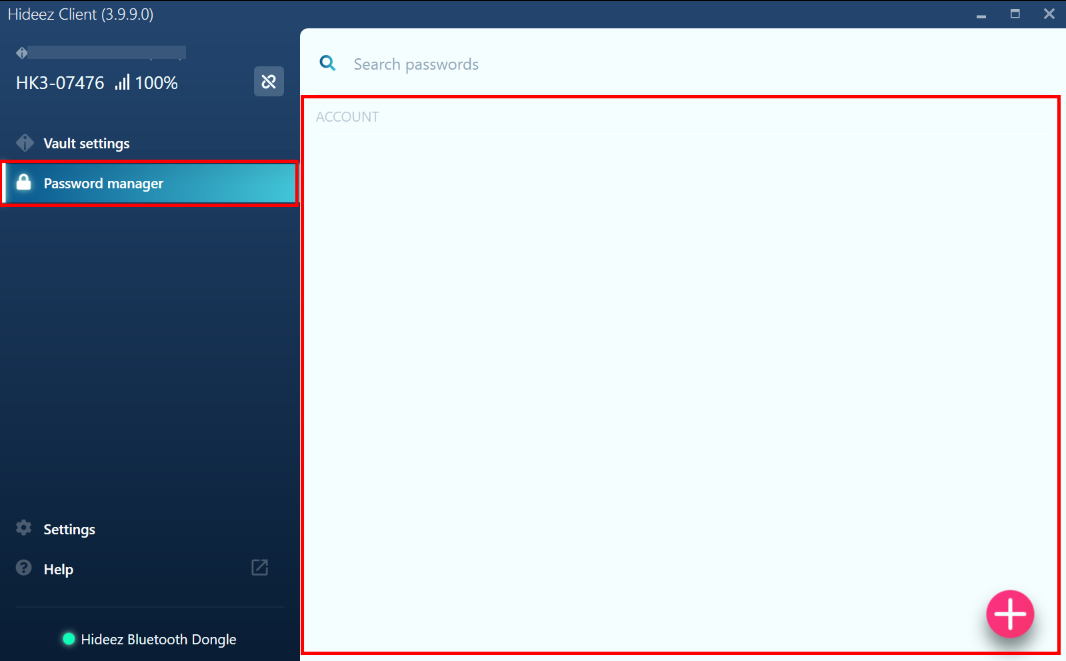 Hideez Client (3.9.9.0)
HK3-07476 100%
Vault settings
Password manager
Settings
Help
Hideez Bluetooth Dongle
Search passwords
ACCOUNT